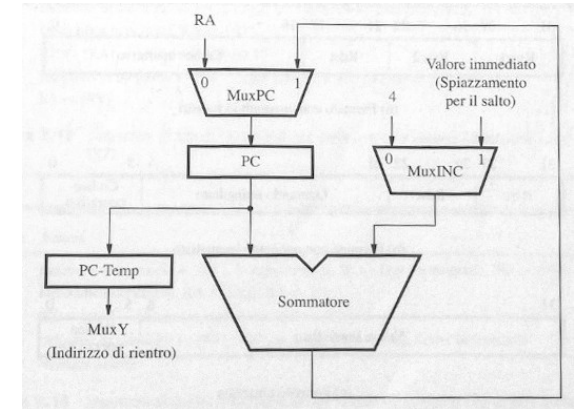 RA
Valore immediato
(Spiazzamento
per il salto)
0
1
MuxPC
4
PC
0
1
MuxINC
PC-Temp
Sommatore
MuxY
(Indirizzo di rientro)